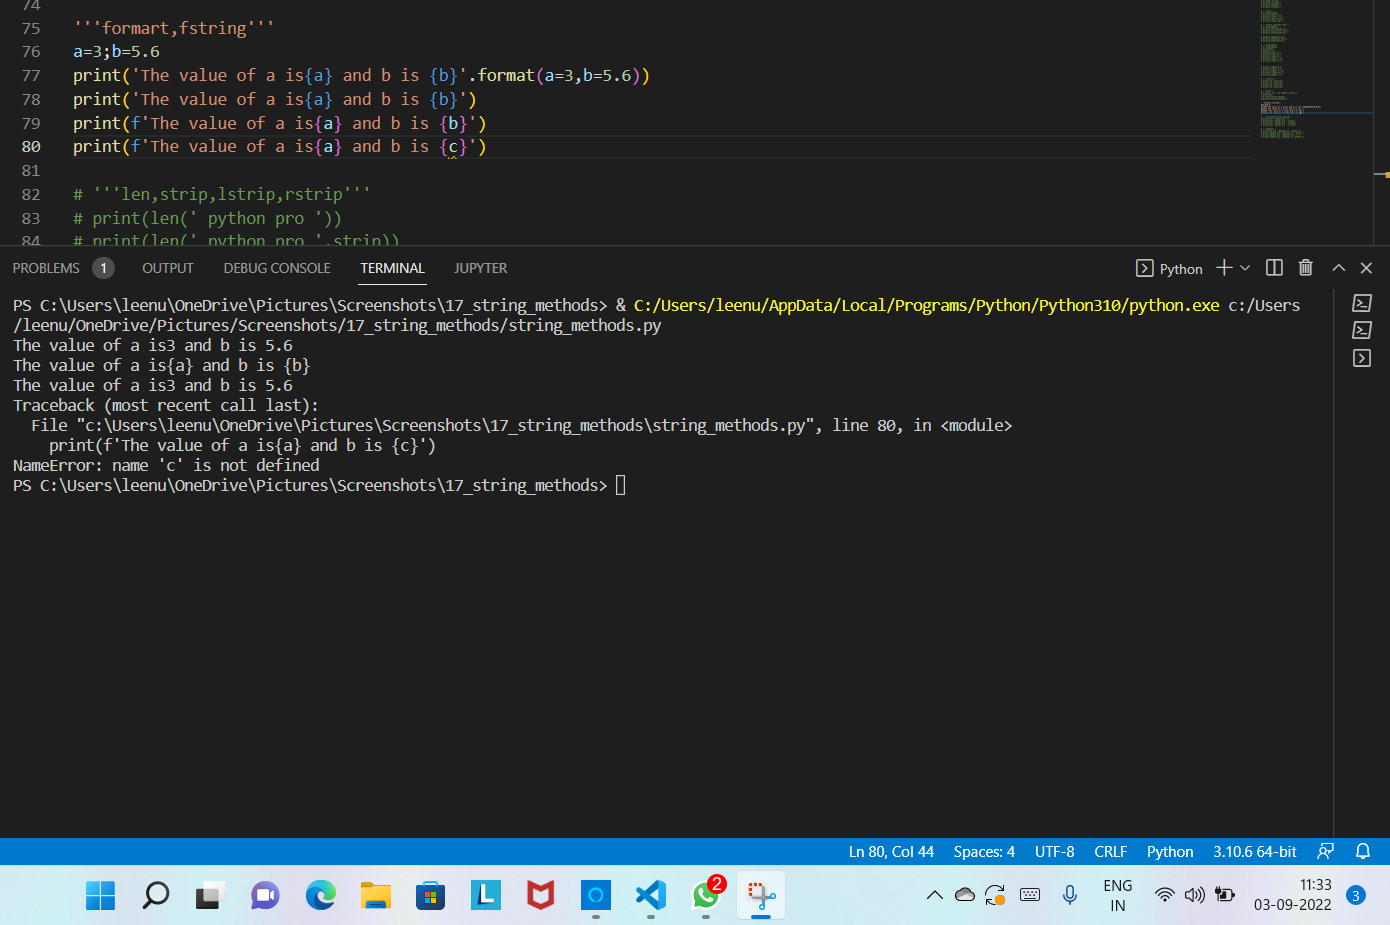 74
75 '''formart,fstring'''
76 a=3;b=5.6
77 print('The value of a is{a} and b is {b}'.format(a=3,b=5.6))
78 print('The value of a is{a} and b is {b}')
79 print(f'The value of a is{a} and b is {b}')
80 print(f'The value of a is{a} and b is {c}')
81
82 # '''len,strip,lstrip,rstrip'''
83 # print(len(' python pro '))
84 # print(len(' python pro '.strip))
PROBLEMS 1 OUTPUT DEBUG CONSOLE TERMINAL JUPYTER Python
PS C:\Users\leenu\OneDrive\Pictures\Screenshots\17_string_methods> & C:/Users/leenu/AppData/Local/Programs/Python/Python310/python.exe c:/Users
/leenu/OneDrive/Pictures/Screenshots/17_string_methods/string_methods.py
The value of a is3 and b is 5.6
The value of a is{a} and b is {b}
The value of a is3 and b is 5.6
Traceback (most recent call last):
  File "c:\Users\leenu\OneDrive\Pictures\Screenshots\17_string_methods\string_methods.py", line 80, in <module>
    print(f'The value of a is{a} and b is {c}')
NameError: name 'c' is not defined
PS C:\Users\leenu\OneDrive\Pictures\Screenshots\17_string_methods>
Ln 80, Col 44 Spaces: 4 UTF-8 CRLF Python 3.10.6 64-bit
L 2 ENG 11:33
IN 03-09-2022 3